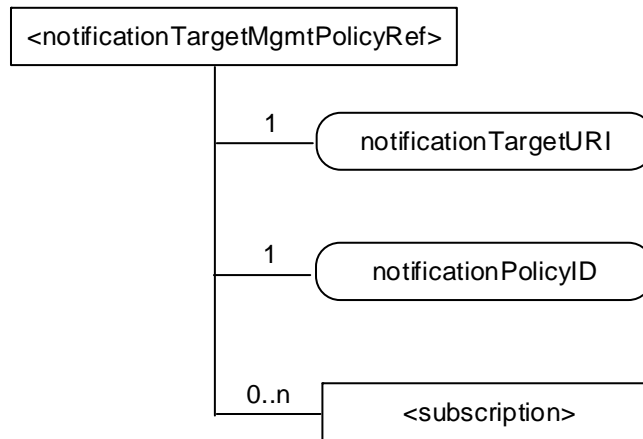 <notificationTargetMgmtPolicyRef>
1
notificationTargetURI
1
notificationPolicyID
0..n
<subscription>